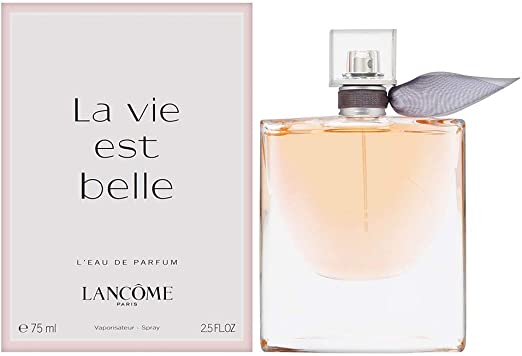 La vie
est
belle
L'EAU DE PARFUM
LANCÔME
PARIS
℮ 75 ml Vaporisateur - Spray 2.5 FL.OZ